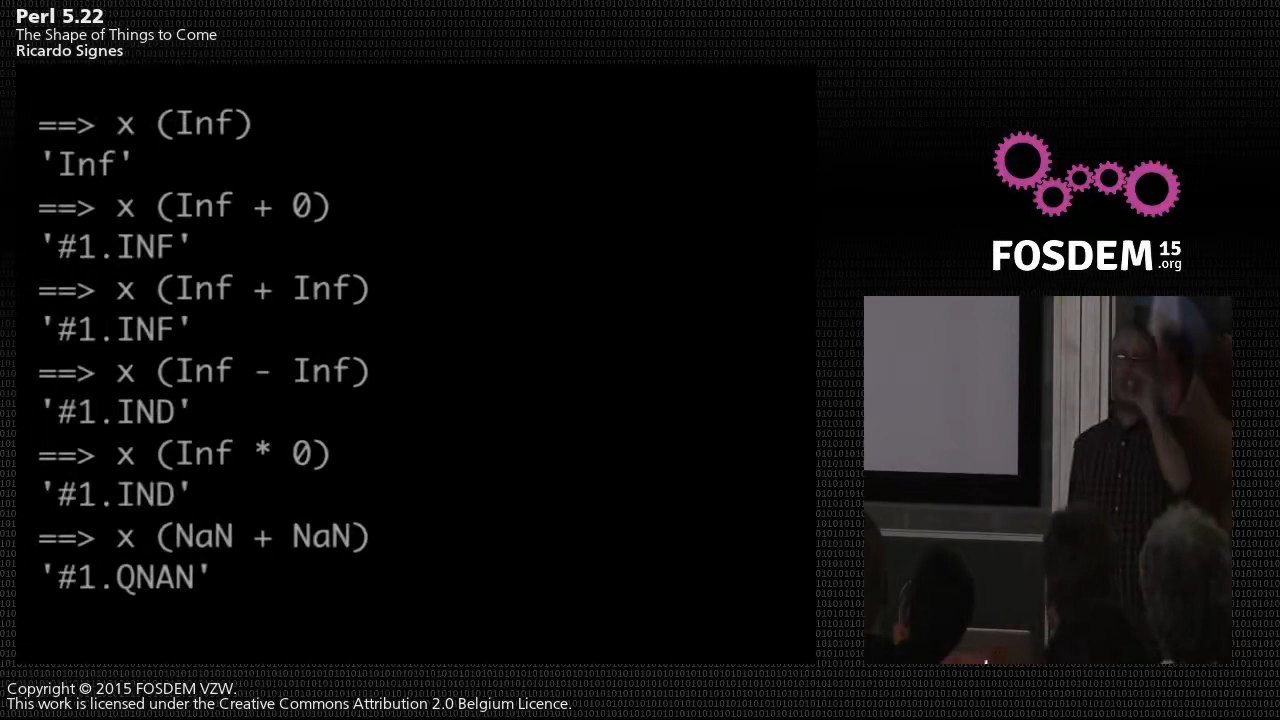 Perl 5.22
The Shape of Things to Come
Ricardo Signes
==> x (Inf)
'Inf'
==> x (Inf + 0)
'#1.INF'
==> x (Inf + Inf)
'#1.INF'
==> x (Inf - Inf)
'#1.IND'
==> x (Inf * 0)
'#1.IND'
==> x (NaN + NaN)
'#1.QNAN'
FOSDEM 15
.org
Copyright © 2015 FOSDEM VZW.
This work is licensed under the Creative Commons Attribution 2.0 Belgium Licence.